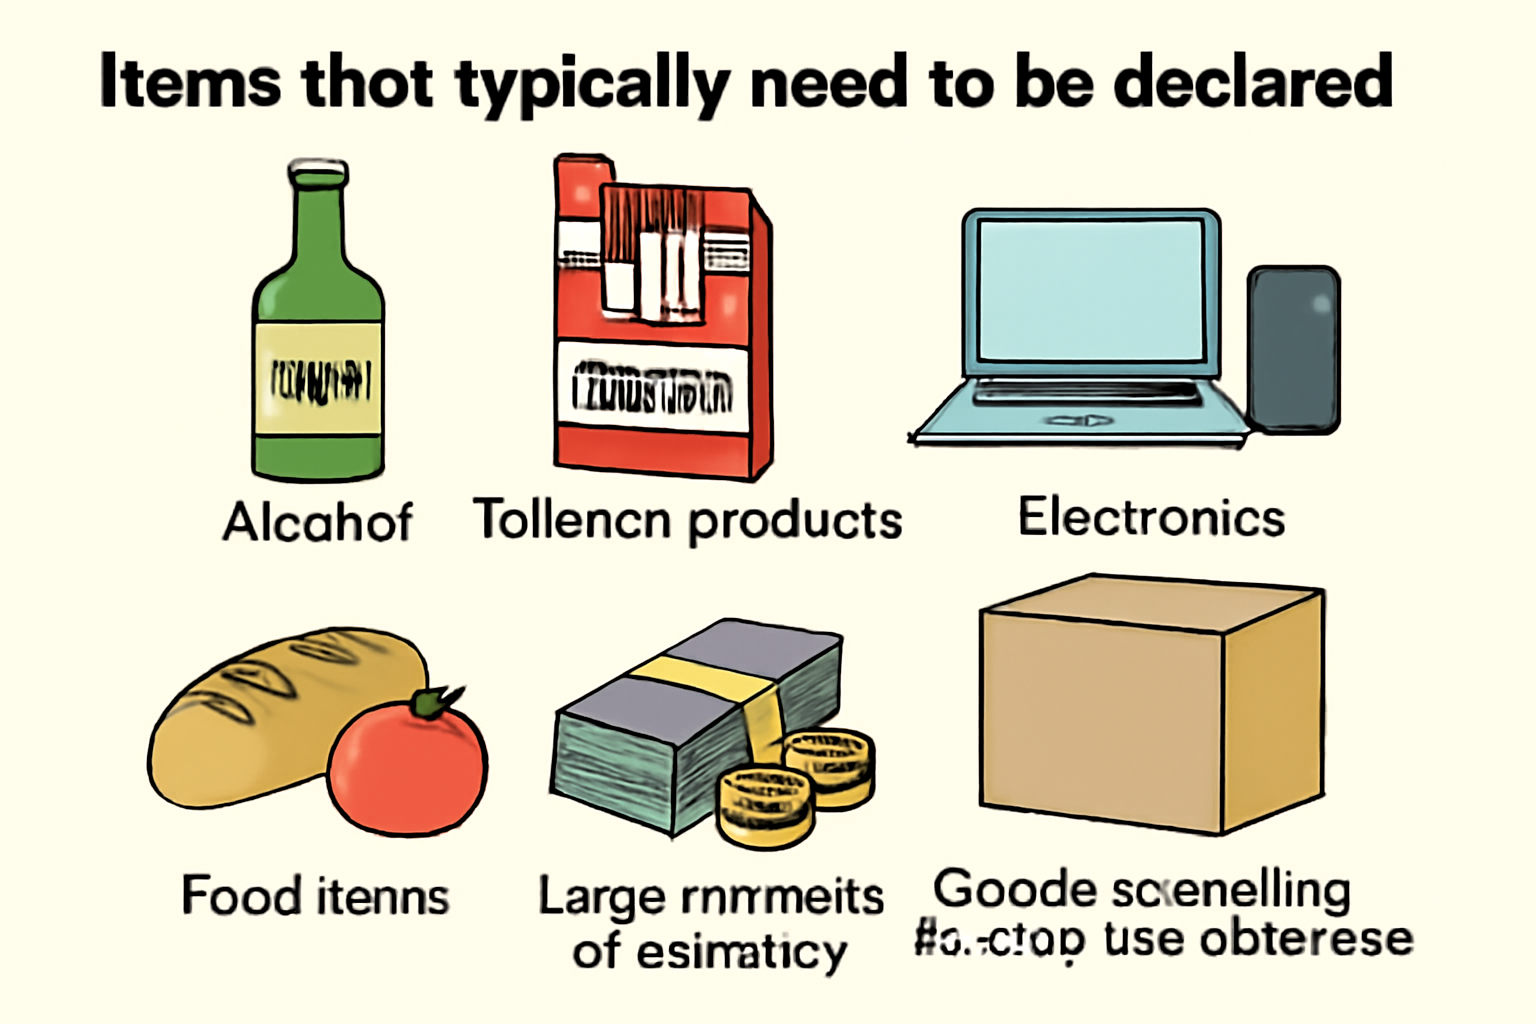 Items thot typically need to be declared
Alcahof
Tollencn products
Electronics
Food itenns
Large rnrrmeits
of esimaticy
Goode scenelling
use obterese